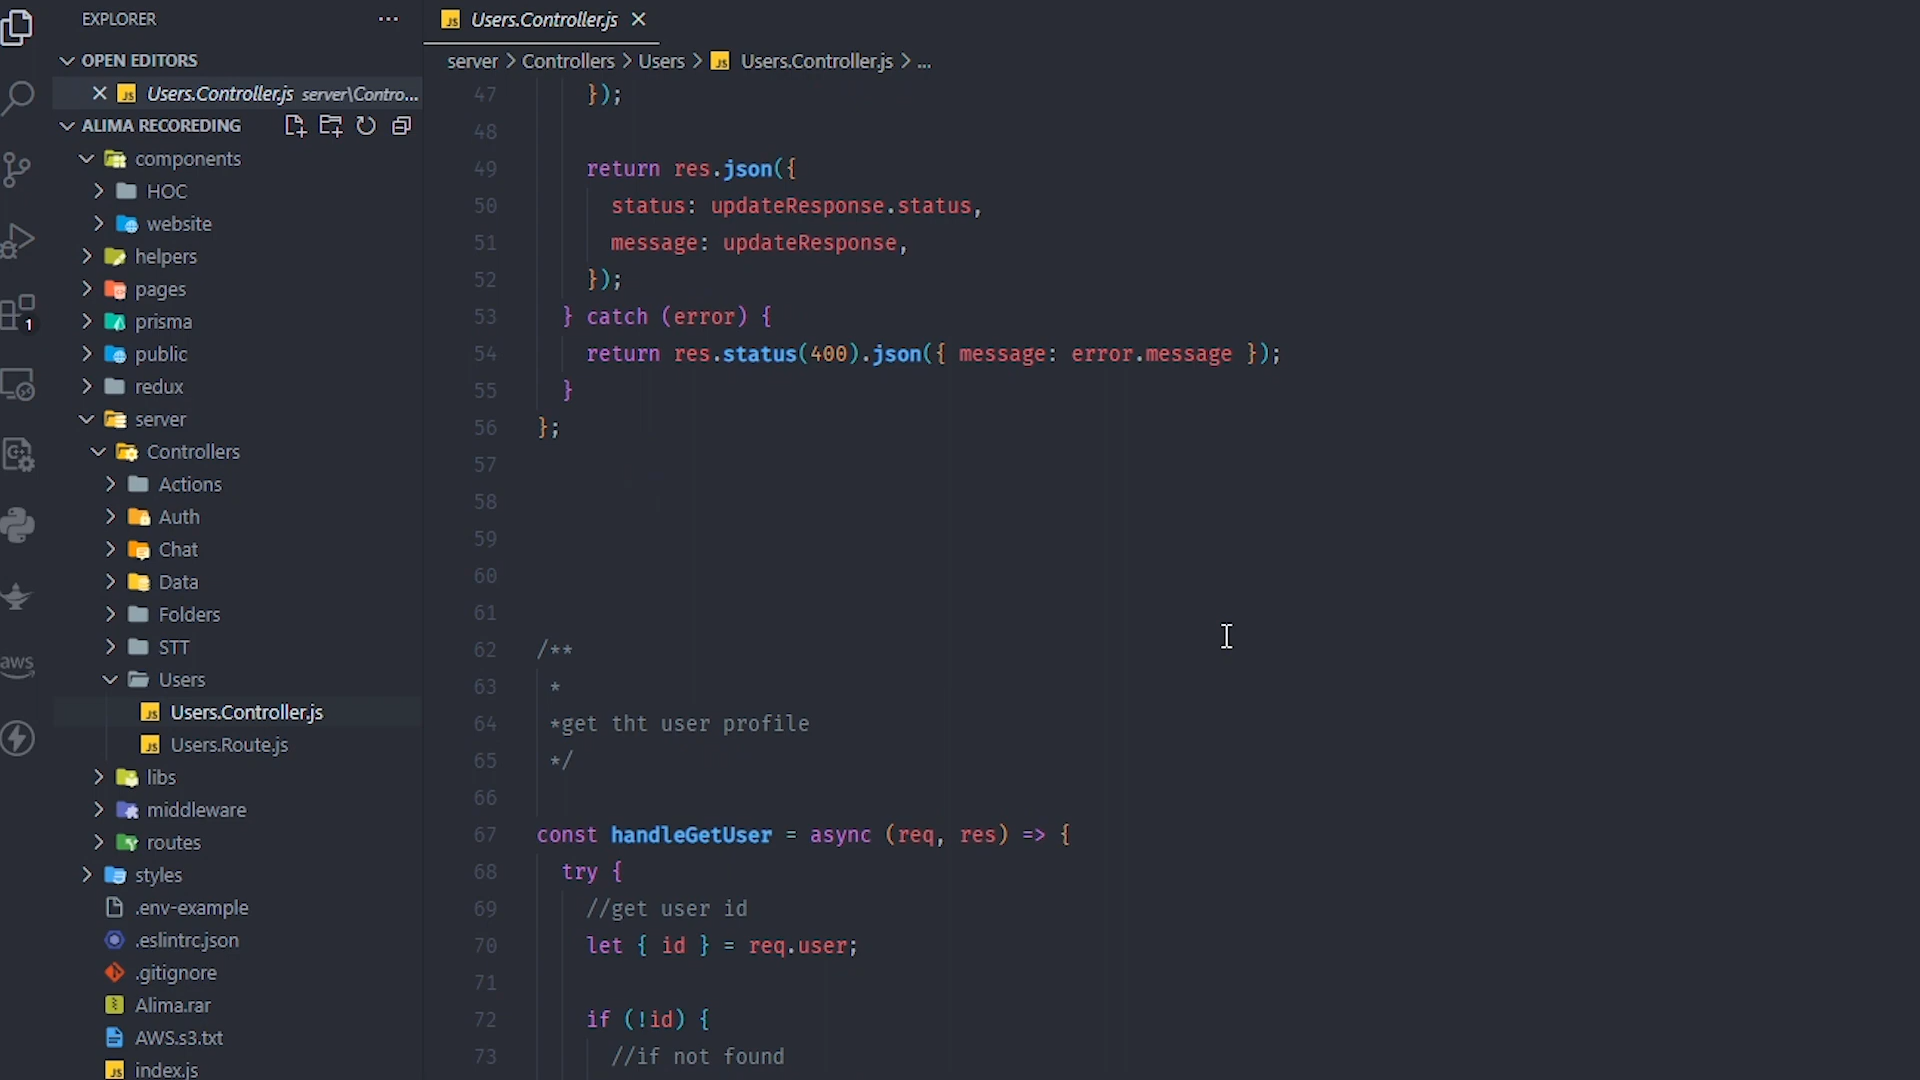 EXPLORER
OPEN EDITORS
Users.Controller.js server\Contro...
ALIMA RECOREDING
components
HOC
website
helpers
pages
prisma
public
redux
server
Controllers
Actions
Auth
Chat
Data
Folders
STT
Users
Users.Controller.js
Users.Route.js
libs
middleware
routes
styles
.env-example
.eslintrc.json
.gitignore
Alima.rar
AWS.s3.txt
index.js
1
aws
Users.Controller.js
server > Controllers > Users > Users.Controller.js > ...
47 });
48
49 return res.json({
50 status: updateResponse.status,
51 message: updateResponse,
52 });
53 } catch (error) {
54 return res.status(400).json({ message: error.message });
55 }
56 };
57
58
59
60
61
62 /**
63 *
64 *get tht user profile
65 */
66
67 const handleGetUser = async (req, res) => {
68 try {
69 //get user id
70 let { id } = req.user;
71
72 if (!id) {
73 //if not found